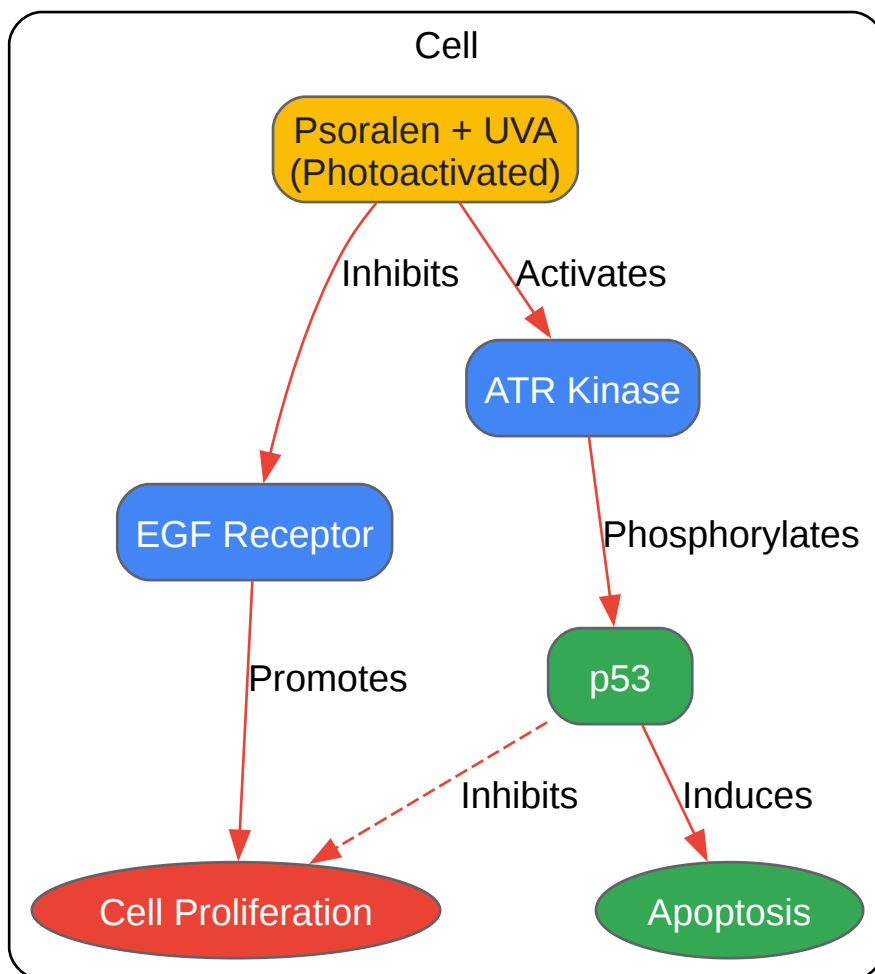 Cell
Psoralen + UVA
(Photoactivated)
Inhibits
Activates
ATR Kinase
EGF Receptor
Phosphorylates
Promotes
p53
Inhibits
Induces
Cell Proliferation
Apoptosis